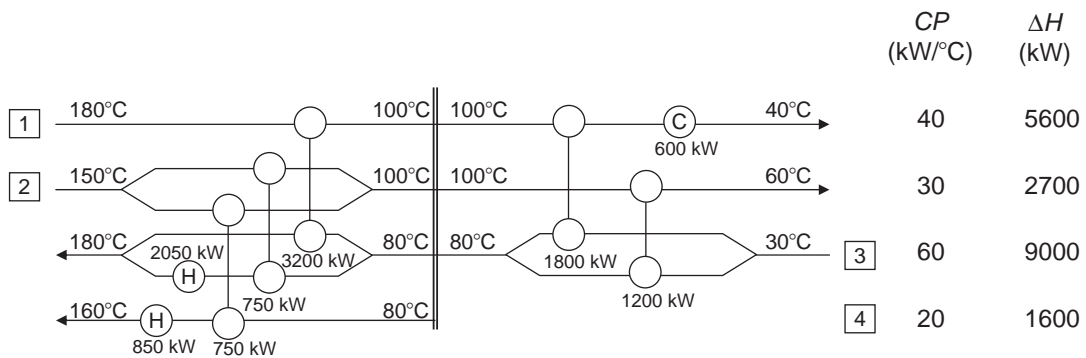 CP ΔH
(kW/°C) (kW)
1 180°C 100°C 100°C C 40°C 40 5600
600 kW
2 150°C 100°C 100°C 60°C 30 2700
180°C 2050 kW 3200 kW 80°C 80°C 1800 kW 30°C 3 60 9000
H 750 kW 1200 kW
160°C H 80°C 4 20 1600
850 kW 750 kW